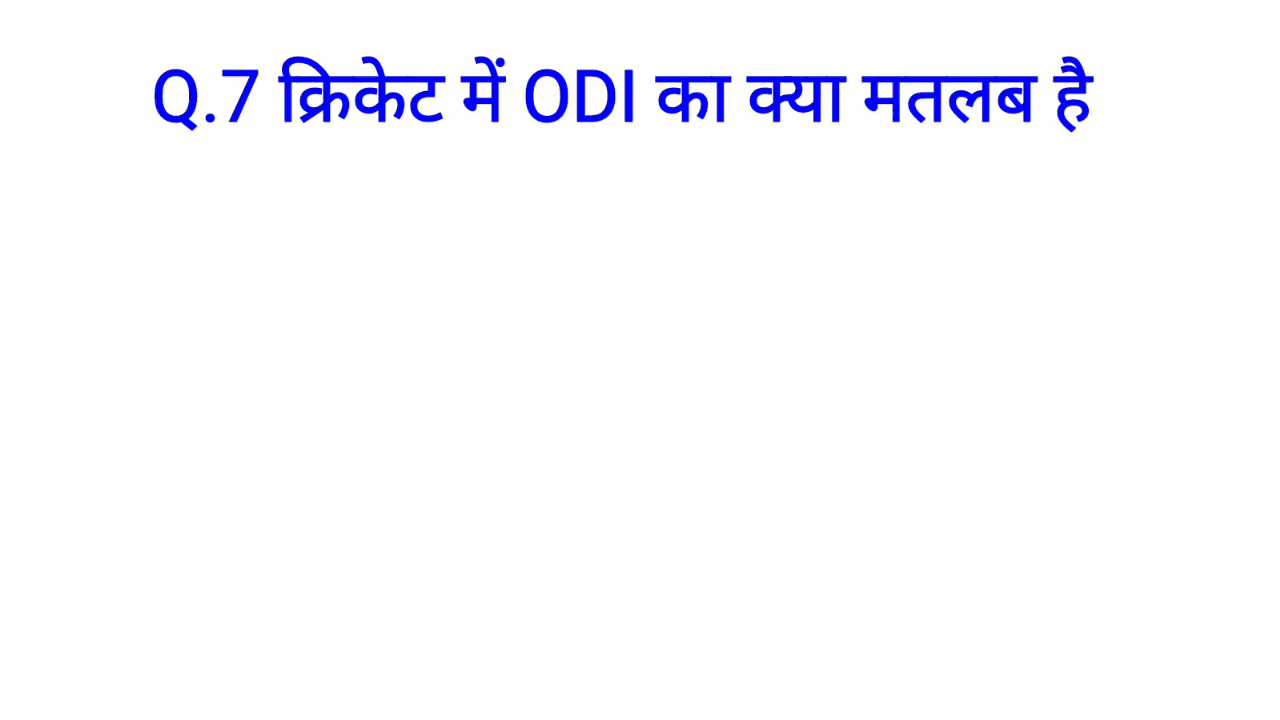 Q.7 क्रिकेट में ODI का क्या मतलब है